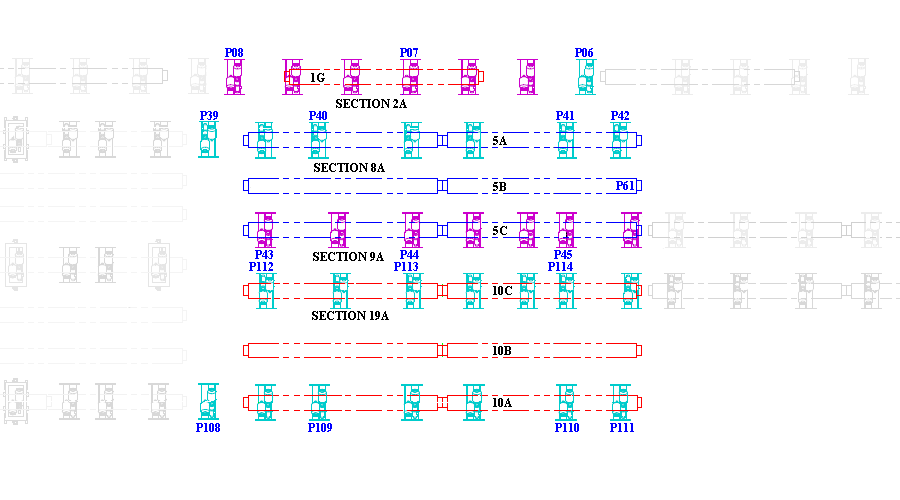 P08 P07 P06
1G
SECTION 2A
P39 P40 P41 P42
5A
SECTION 8A
5B P61
5C
P43 SECTION 9A P44 P45
P112 P113 P114
10C
SECTION 19A
10B
10A
P108 P109 P110 P111